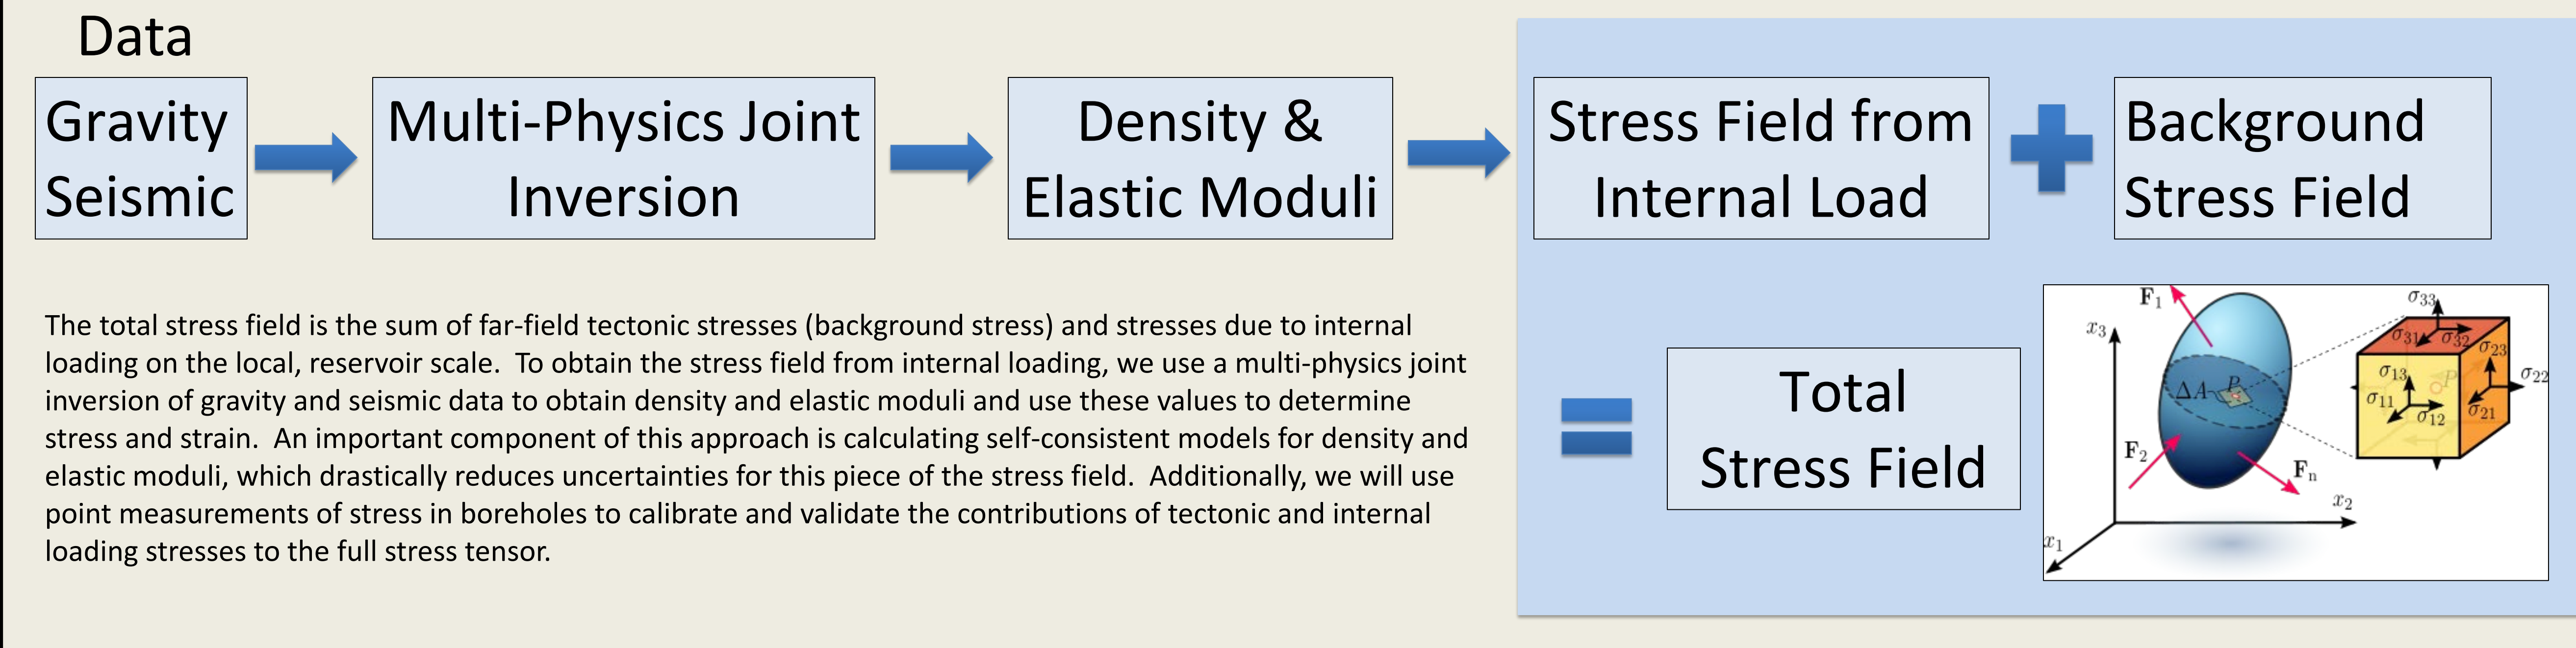 Data
Gravity
Seismic
Multi-Physics Joint
Inversion
Density &
Elastic Moduli
Stress Field from
Internal Load
Background
Stress Field
The total stress field is the sum of far-field tectonic stresses (background stress) and stresses due to internal
loading on the local, reservoir scale.  To obtain the stress field from internal loading, we use a multi-physics joint
inversion of gravity and seismic data to obtain density and elastic moduli and use these values to determine
stress and strain.  An important component of this approach is calculating self-consistent models for density and
elastic moduli, which drastically reduces uncertainties for this piece of the stress field.  Additionally, we will use
point measurements of stress in boreholes to calibrate and validate the contributions of tectonic and internal
loading stresses to the full stress tensor.
Total
Stress Field
F₁
x₃
ΔA
P
F₂
Fₙ
x₂
x₁
σ₃₃
σ₃₁
σ₃₂
σ₂₃
σ₁₃
P
σ₂₂
σ₁₁
σ₁₂
σ₂₁